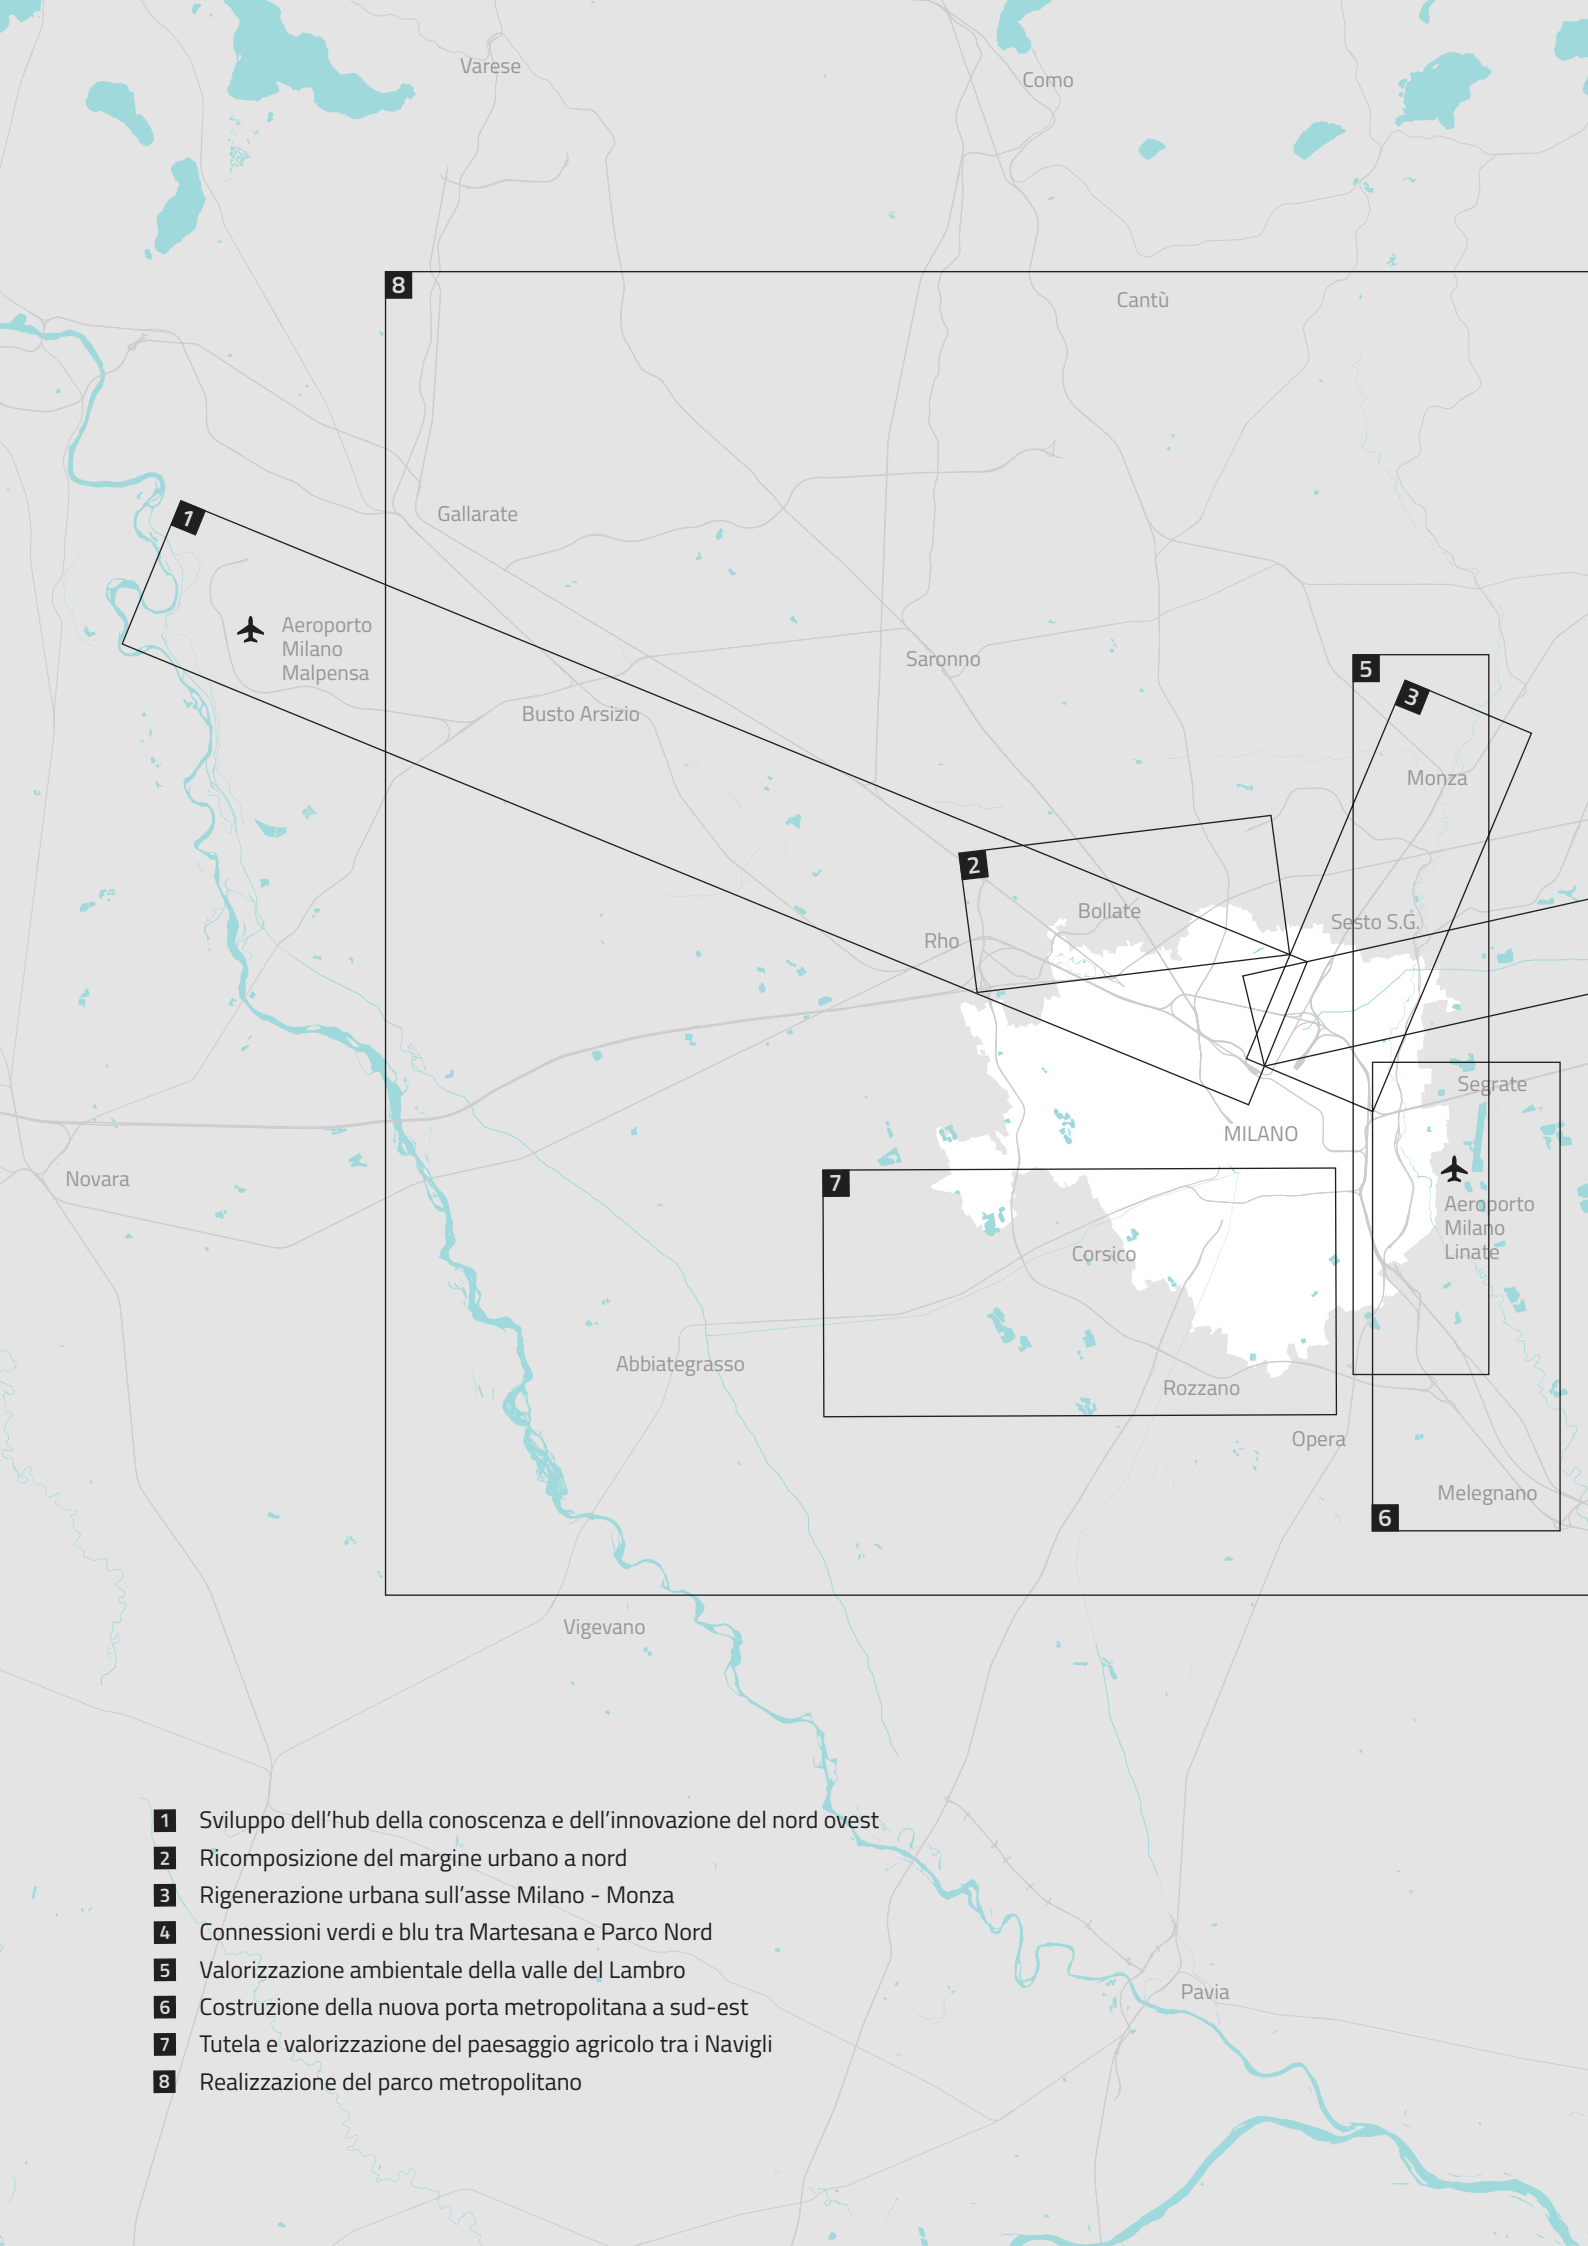 Varese
Como
8
Cantù
1
Gallarate
Aeroporto
Milano
Malpensa
Saronno
5
3
Busto Arsizio
Monza
2
Bollate
Sesto S.G.
Rho
Segrate
MILANO
Novara
7
Aeroporto
Milano
Linate
Corsico
Abbiategrasso
Rozzano
Opera
Melegnano
6
Vigevano
1 Sviluppo dell’hub della conoscenza e dell’innovazione del nord ovest
2 Ricomposizione del margine urbano a nord
3 Rigenerazione urbana sull’asse Milano - Monza
4 Connessioni verdi e blu tra Martesana e Parco Nord
5 Valorizzazione ambientale della valle del Lambro
6 Costruzione della nuova porta metropolitana a sud-est
7 Tutela e valorizzazione del paesaggio agricolo tra i Navigli
8 Realizzazione del parco metropolitano
Pavia